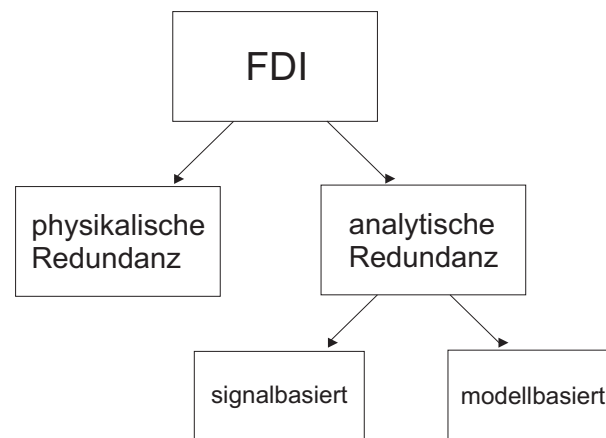 FDI
physikalische
Redundanz
analytische
Redundanz
signalbasiert
modellbasiert